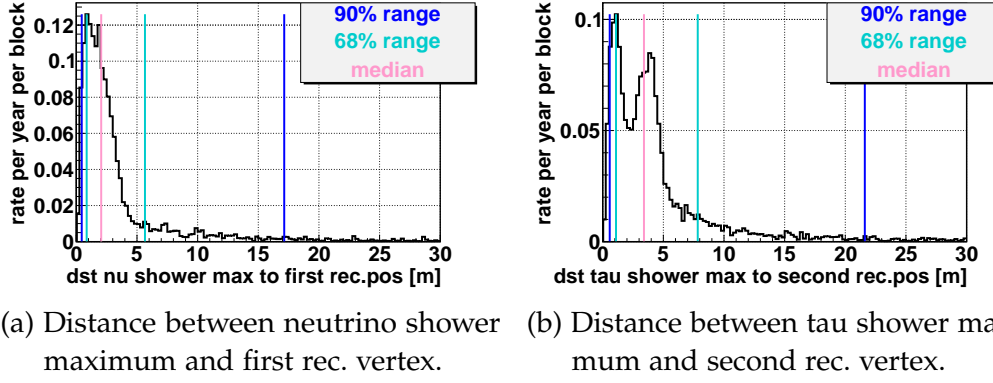 rate per year per block
0.12
0.1
0.08
0.06
0.04
0.02
0
0 5 10 15 20 25 30
dst nu shower max to first rec.pos [m]
90% range
68% range
median
(a) Distance between neutrino shower
maximum and first rec. vertex.
rate per year per block
0.1
0.05
0
0 5 10 15 20 25 30
dst tau shower max to second rec.pos [m]
90% range
68% range
median
(b) Distance between tau shower ma
mum and second rec. vertex.